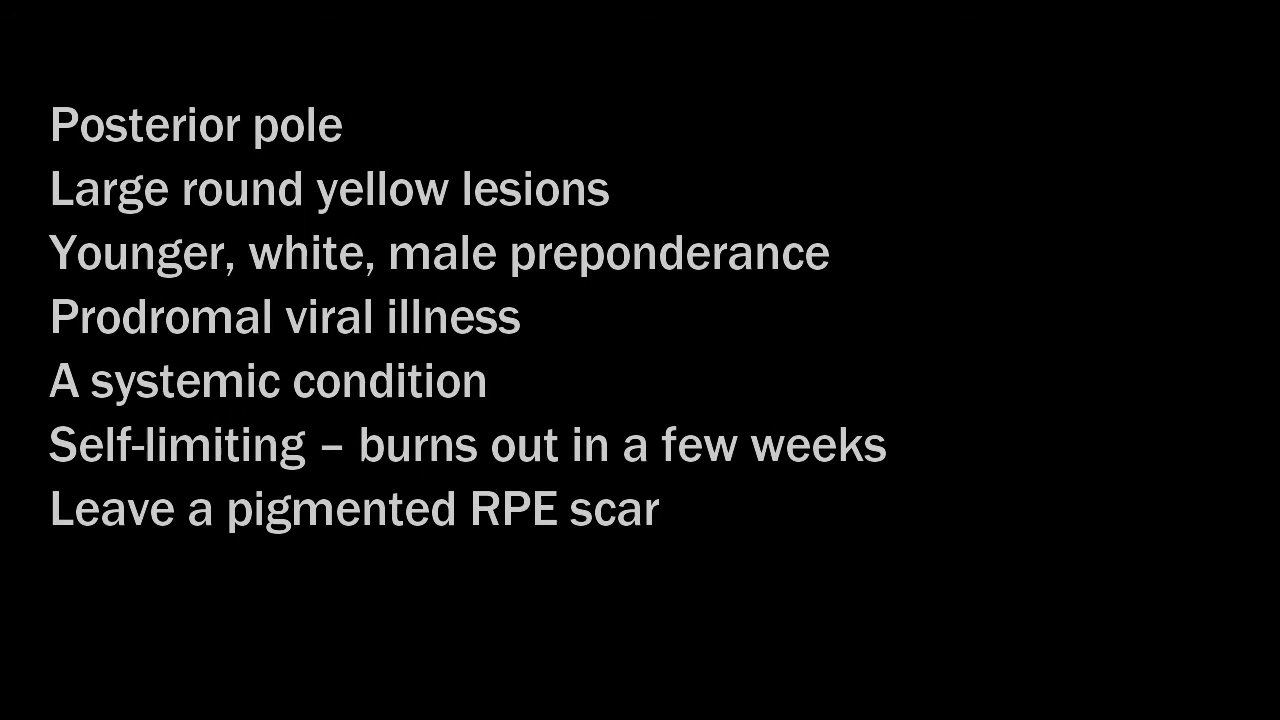 Posterior pole
Large round yellow lesions
Younger, white, male preponderance
Prodromal viral illness
A systemic condition
Self-limiting – burns out in a few weeks
Leave a pigmented RPE scar